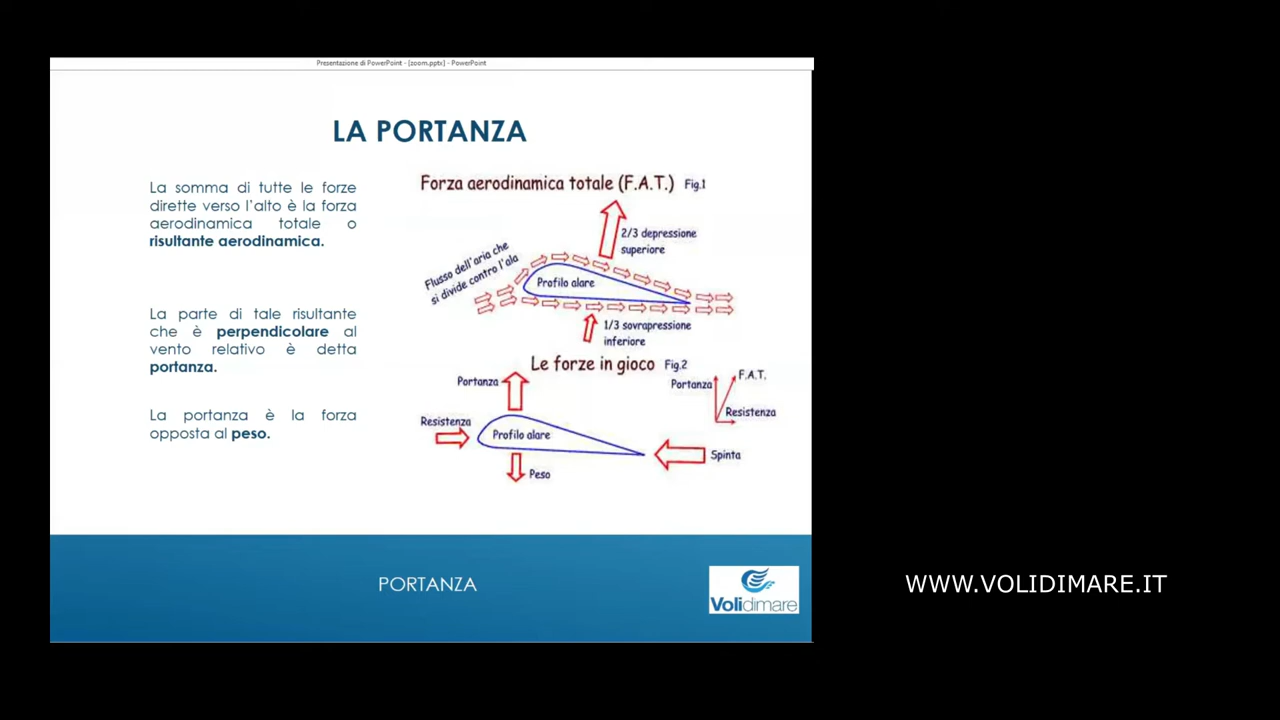 Presentazione di PowerPoint - [zoom.pptx] - PowerPoint
LA PORTANZA
La somma di tutte le forze
dirette verso l'alto è la forza
aerodinamica totale o
risultante aerodinamica.
La parte di tale risultante
che è perpendicolare al
vento relativo è detta
portanza.
La portanza è la forza
opposta al peso.
Forza aerodinamica totale (F.A.T.) Fig.1
2/3 depressione
superiore
Flusso dell'aria che
si divide contro l'ala
Profilo alare
1/3 sovrapressione
inferiore
Le forze in gioco Fig.2
Portanza
Resistenza
Profilo alare
Peso
Spinta
Portanza
F.A.T.
Resistenza
PORTANZA
Volidimare
WWW.VOLIDIMARE.IT